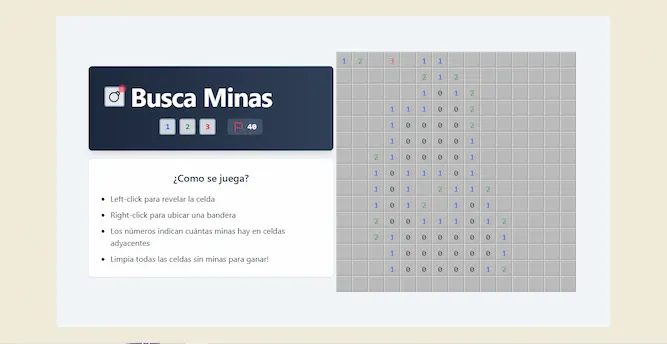 Busca Minas
1 2 3 40
¿Como se juega?
Left-click para revelar la celda
Right-click para ubicar una bandera
Los números indican cuántas minas hay en celdas
adyacentes
Limpia todas las celdas sin minas para ganar!
1 2 3 1 1
2 1 2
1 0 1 2
1 1 1 0 0 2
1 0 0 0 0 2
1 0 0 0 0 1
2 1 0 0 0 0 1
1 0 1 1 1 0 1
1 0 1 2 1 1 2
1 0 2 1 0 1
2 0 0 1 1 1 0 1 2
2 1 0 0 0 0 0 0 1
1 0 0 0 0 0 0 1
1 0 0 0 0 0 1 2